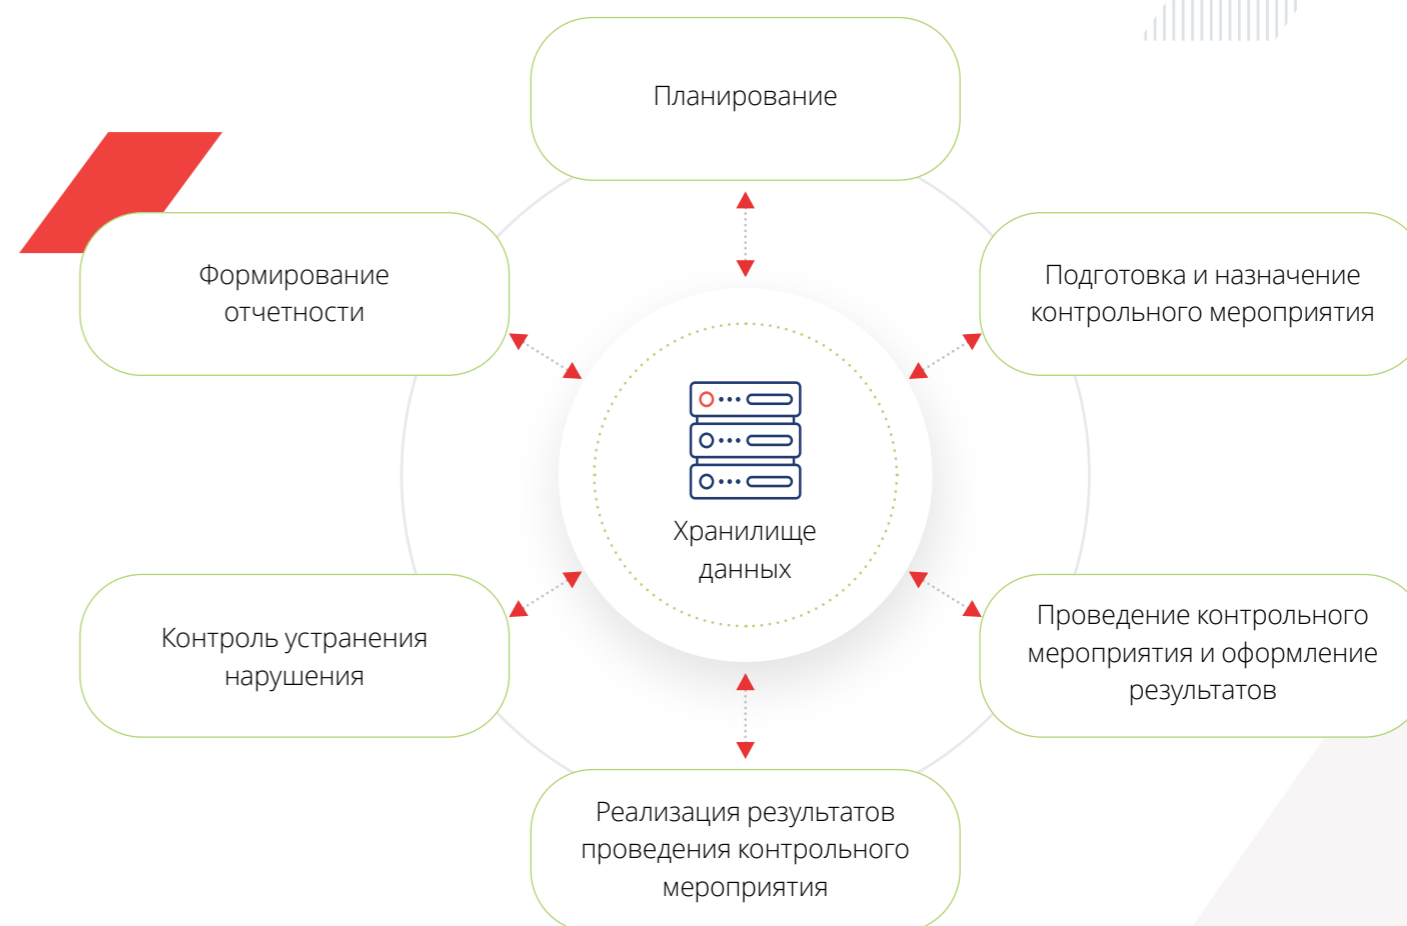 Планирование
Формирование
отчетности
Подготовка и назначение
контрольного мероприятия
Хранилище
данных
Контроль устранения
нарушения
Проведение контрольного
мероприятия и оформление
результатов
Реализация результатов
проведения контрольного
мероприятия